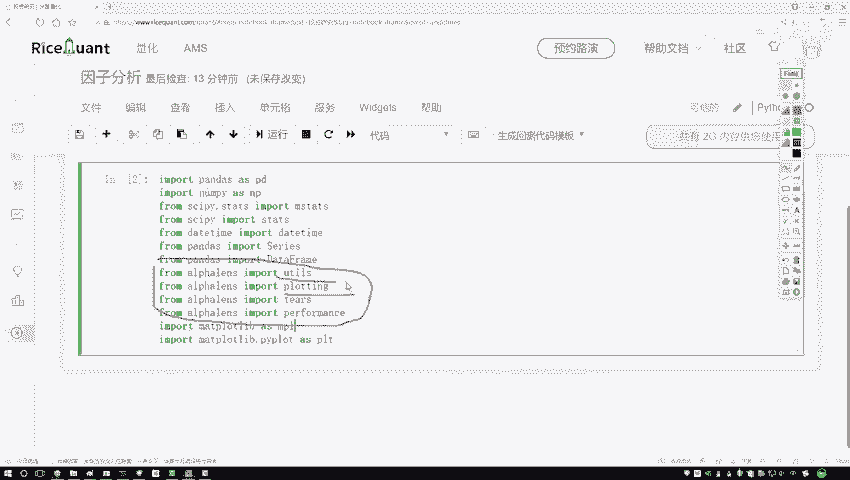 RiceQuant 量化 AMS 预约路演 帮助文档 社区
因子分析 最后检查: 13 分钟前 (未保存改变)
文件 编辑 查看 插入 单元格 服务 Widgets 帮助
运行 代码 生成回测代码模板
In [2]:
import pandas as pd
import numpy as np
from scipy.stats import mstats
from scipy import stats
from datetime import datetime
from pandas import Series
from pandas import DataFrame
from alphalens import utils
from alphalens import plotting
from alphalens import tears
from alphalens import performance
import matplotlib as mpl
import matplotlib.pyplot as plt